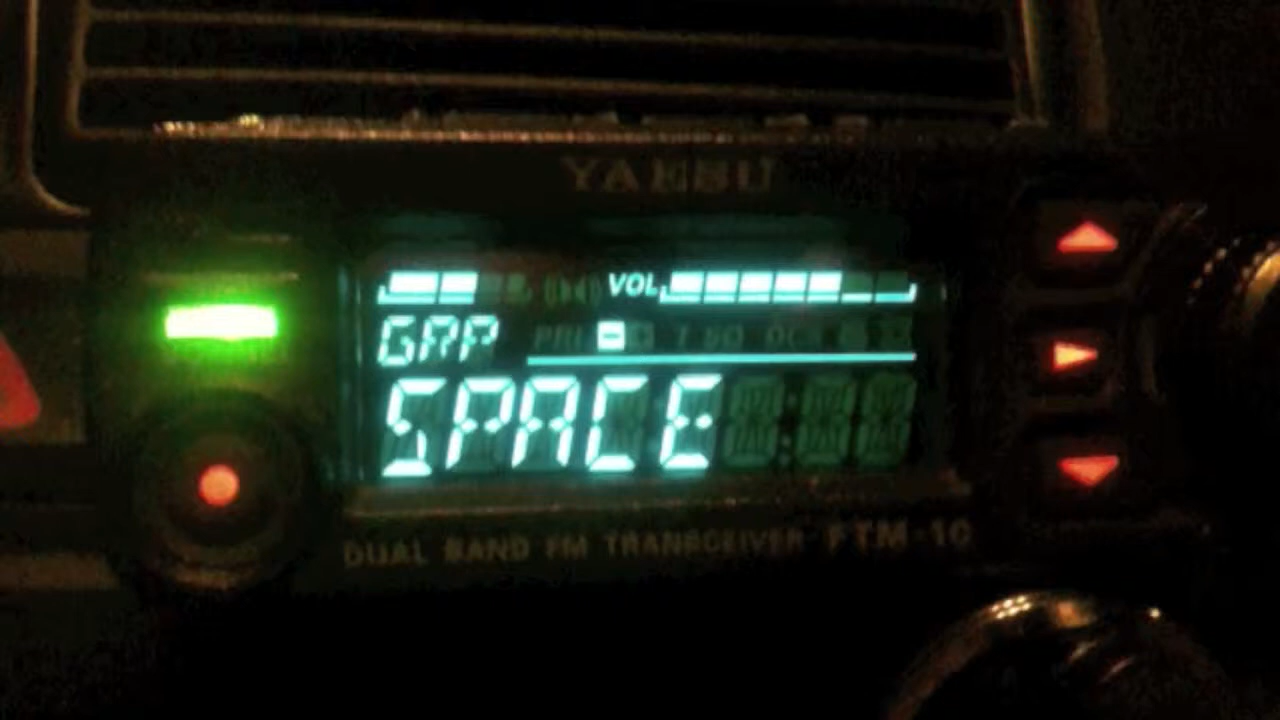 YAESU
VOL
GRP
SPACE
DUAL BAND FM TRANSCEIVER FTM-10